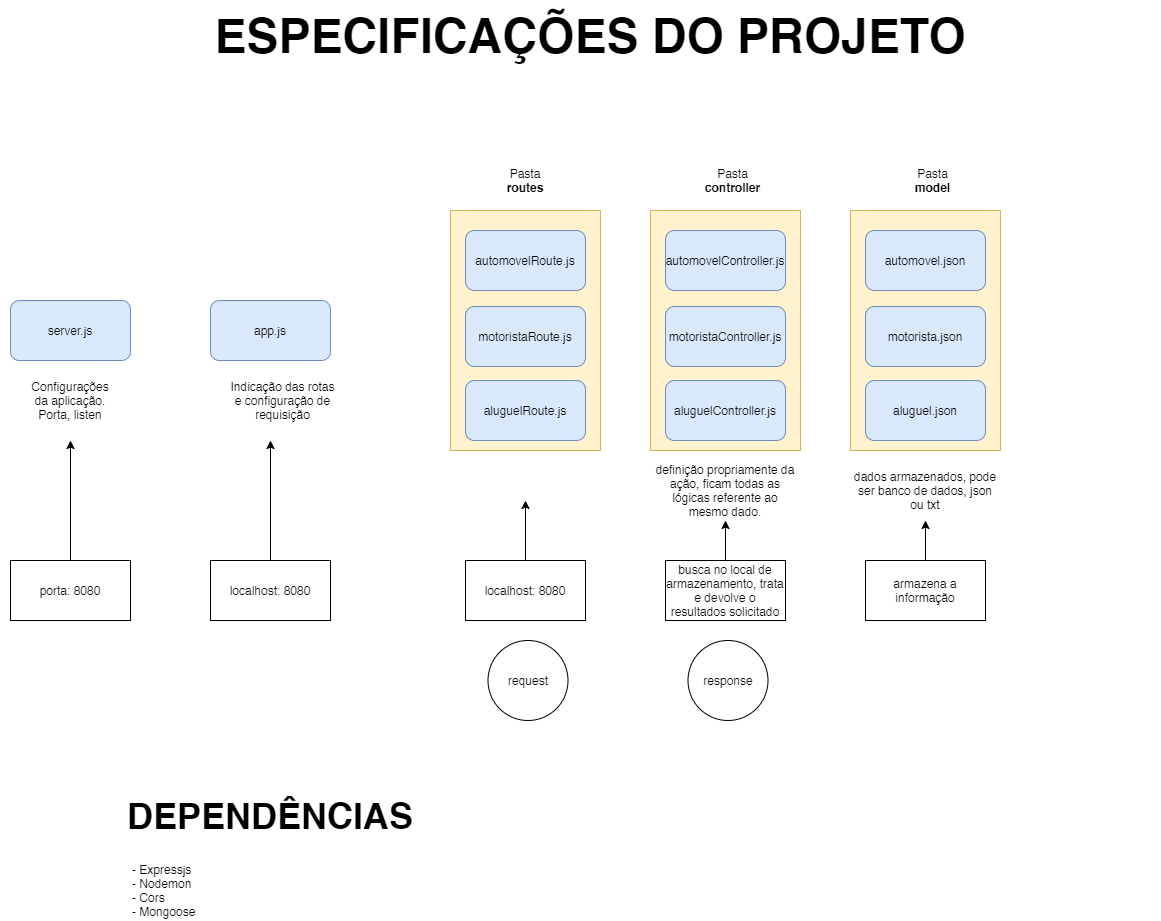 ESPECIFICAÇÕES DO PROJETO
Pasta
routes
Pasta
controller
Pasta
model
automovelRoute.js
automovelController.js
automovel.json
server.js
app.js
motoristaRoute.js
motoristaController.js
motorista.json
aluguelRoute.js
aluguelController.js
aluguel.json
Configurações
da aplicação.
Porta, listen
Indicação das rotas
e configuração de
requisição
definição propriamente da
ação, ficam todas as
lógicas referente ao
mesmo dado.
dados armazenados, pode
ser banco de dados, json
ou txt
porta: 8080
localhost: 8080
localhost: 8080
busca no local de
armazenamento, trata
e devolve o
resultados solicitado
armazena a
informação
request
response
DEPENDÊNCIAS
- Expressjs
- Nodemon
- Cors
- Mongoose